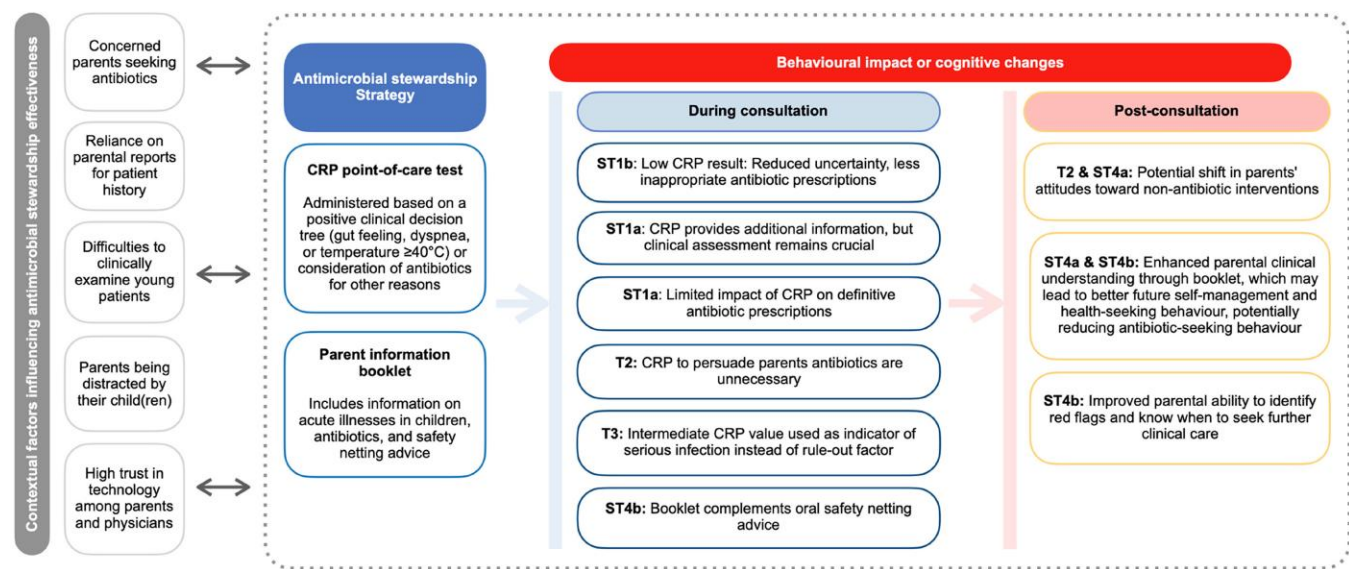 Contextual factors influencing antimicrobial stewardship effectiveness
Concerned
parents seeking
antibiotics
Reliance on
parental reports
for patient
history
Difficulties to
clinically
examine young
patients
Parents being
distracted by
their child(ren)
High trust in
technology
among parents
and physicians
Antimicrobial stewardship
Strategy
CRP point-of-care test
Administered based on a
positive clinical decision
tree (gut feeling, dyspnea,
or temperature ≥40°C) or
consideration of antibiotics
for other reasons
Parent information
booklet
Includes information on
acute illnesses in children,
antibiotics, and safety
netting advice
Behavioural impact or cognitive changes
During consultation
ST1b: Low CRP result: Reduced uncertainty, less
inappropriate antibiotic prescriptions
ST1a: CRP provides additional information, but
clinical assessment remains crucial
ST1a: Limited impact of CRP on definitive
antibiotic prescriptions
T2: CRP to persuade parents antibiotics are
unnecessary
T3: Intermediate CRP value used as indicator of
serious infection instead of rule-out factor
ST4b: Booklet complements oral safety netting
advice
Post-consultation
T2 & ST4a: Potential shift in parents'
attitudes toward non-antibiotic interventions
ST4a & ST4b: Enhanced parental clinical
understanding through booklet, which may
lead to better future self-management and
health-seeking behaviour, potentially
reducing antibiotic-seeking behaviour
ST4b: Improved parental ability to identify
red flags and know when to seek further
clinical care